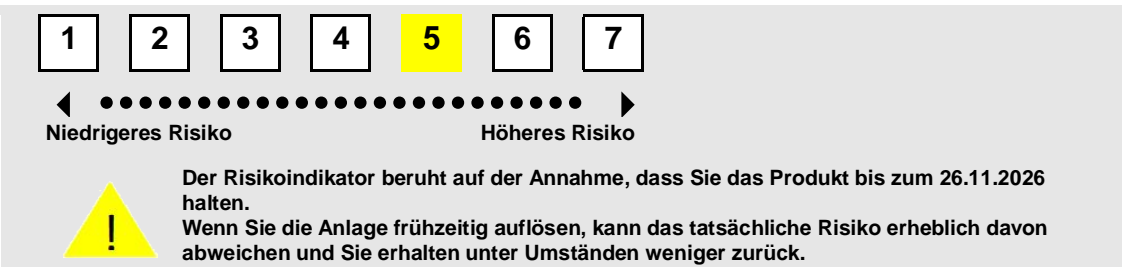 1 2 3 4 5 6 7
Niedrigeres Risiko Höheres Risiko
Der Risikoindikator beruht auf der Annahme, dass Sie das Produkt bis zum 26.11.2026
halten.
Wenn Sie die Anlage frühzeitig auflösen, kann das tatsächliche Risiko erheblich davon
abweichen und Sie erhalten unter Umständen weniger zurück.
!